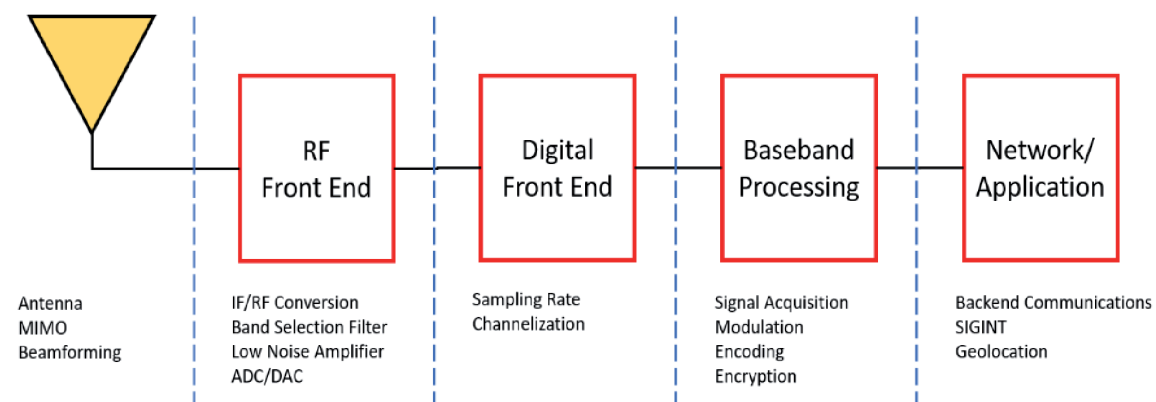 RF
Front End
Digital
Front End
Baseband
Processing
Network/
Application
Antenna
MIMO
Beamforming
IF/RF Conversion
Band Selection Filter
Low Noise Amplifier
ADC/DAC
Sampling Rate
Channelization
Signal Acquisition
Modulation
Encoding
Encryption
Backend Communications
SIGINT
Geolocation